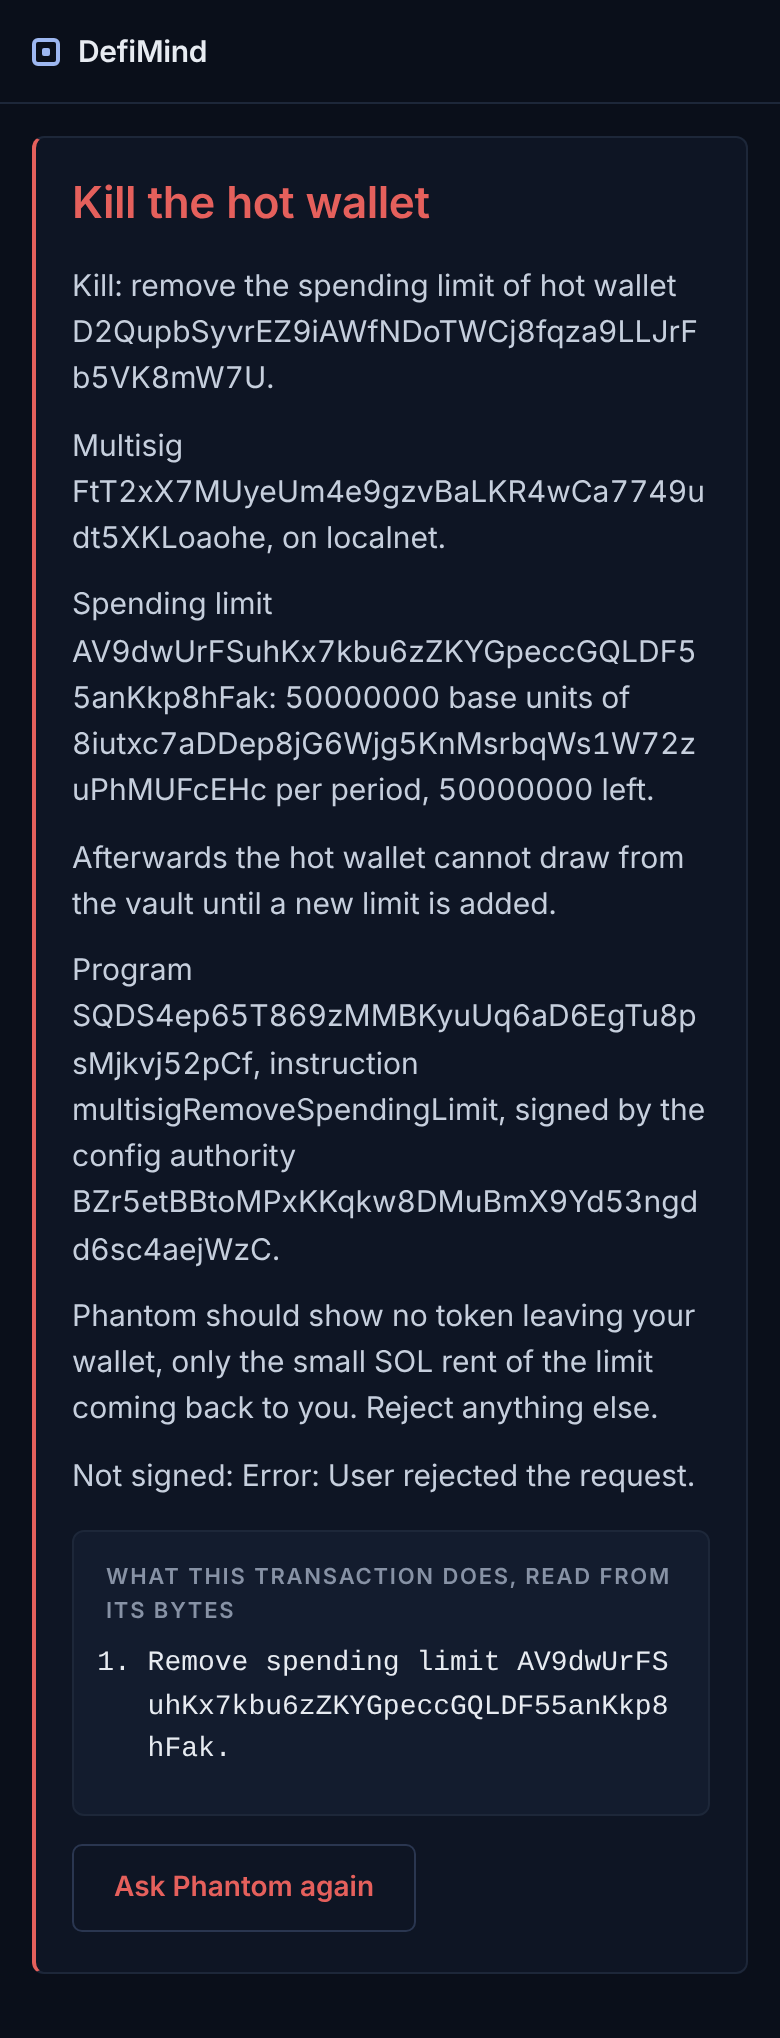 DefiMind
Kill the hot wallet
Kill: remove the spending limit of hot wallet
D2QupbSyvrEZ9iAWfNDoTWCj8fqza9LLJrF
b5VK8mW7U.
Multisig
FtT2xX7MUyeUm4e9gzvBaLKR4wCa7749u
dt5XKLoaohe, on localnet.
Spending limit
AV9dwUrFSuhKx7kbu6zZKYGpeccGQLDF5
5anKkp8hFak: 50000000 base units of
8iutxc7aDDep8jG6Wjg5KnMsrbqWs1W72z
uPhMUFcEHc per period, 50000000 left.
Afterwards the hot wallet cannot draw from
the vault until a new limit is added.
Program
SQDS4ep65T869zMMBKyuUq6aD6EgTu8p
sMjkvj52pCf, instruction
multisigRemoveSpendingLimit, signed by the
config authority
BZr5etBBtoMPxKKqkw8DMuBmX9Yd53ngd
d6sc4aejWzC.
Phantom should show no token leaving your
wallet, only the small SOL rent of the limit
coming back to you. Reject anything else.
Not signed: Error: User rejected the request.
WHAT THIS TRANSACTION DOES, READ FROM
ITS BYTES
1. Remove spending limit AV9dwUrFS
uhKx7kbu6zZKYGpeccGQLDF55anKkp8
hFak.
Ask Phantom again